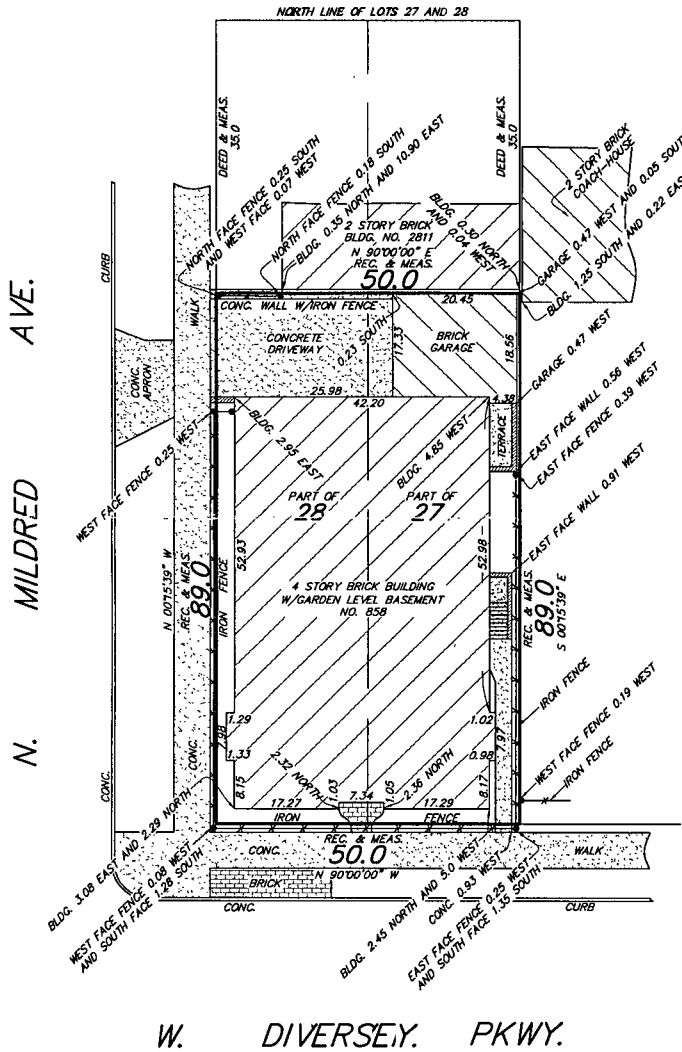 NORTH LINE OF LOTS 27 AND 28
DEED & MEAS.
35.0
DEED & MEAS.
35.0
2 STORY BRICK
COACH-HOUSE
NORTH FACE FENCE 0.25 SOUTH
AND WEST FACE 0.07 WEST
NORTH FACE FENCE 0.18 SOUTH
BLDG. 0.35 NORTH AND 10.90 EAST
BLDG. 0.30 NORTH
AND 0.04 WEST
2 STORY BRICK
BLDG. NO. 2811
N 90°00'00" E
REC. & MEAS.
50.0
GARAGE 0.47 WEST AND 0.05 SOUTH
BLDG. 1.25 SOUTH AND 0.22 EAST
CURB
WALK
CONC. WALL W/IRON FENCE
20.45
CONCRETE
DRIVEWAY
0.23 SOUTH
17.33
BRICK
GARAGE
18.56
CONC.
APRON
25.98
42.20
4.38
GARAGE 0.47 WEST
TERRACE
EAST FACE WALL 0.56 WEST
EAST FACE FENCE 0.39 WEST
WEST FACE FENCE 0.25 WEST
BLDG. 2.95 EAST
BLDG. 4.85 WEST
EAST FACE WALL 0.91 WEST
PART OF
28
PART OF
27
N. MILDRED AVE.
N 00°15'39" W
REC. & MEAS.
89.0
IRON FENCE
52.93
52.98
4 STORY BRICK BUILDING
W/GARDEN LEVEL BASEMENT
NO. 858
REC. & MEAS.
89.0
S 00°15'39" E
IRON FENCE
WEST FACE FENCE 0.19 WEST
IRON FENCE
1.29
7.98
1.33
8.15
1.02
7.97
0.98
8.17
2.32 NORTH
1.03
7.34
1.05
2.36 NORTH
17.27
17.29
IRON FENCE
CONC.
CONC.
BLDG. 3.08 EAST AND 2.29 NORTH
WEST FACE FENCE 0.08 WEST
AND SOUTH FACE 1.28 SOUTH
CONC.
REC. & MEAS.
50.0
N 90°00'00" W
WALK
BRICK
CONC.
CURB
BLDG. 2.45 NORTH AND 5.0 WEST
CONC. 0.93 WEST
EAST FACE FENCE 0.25 WEST
AND SOUTH FACE 1.35 SOUTH
W. DIVERSEY. PKWY.